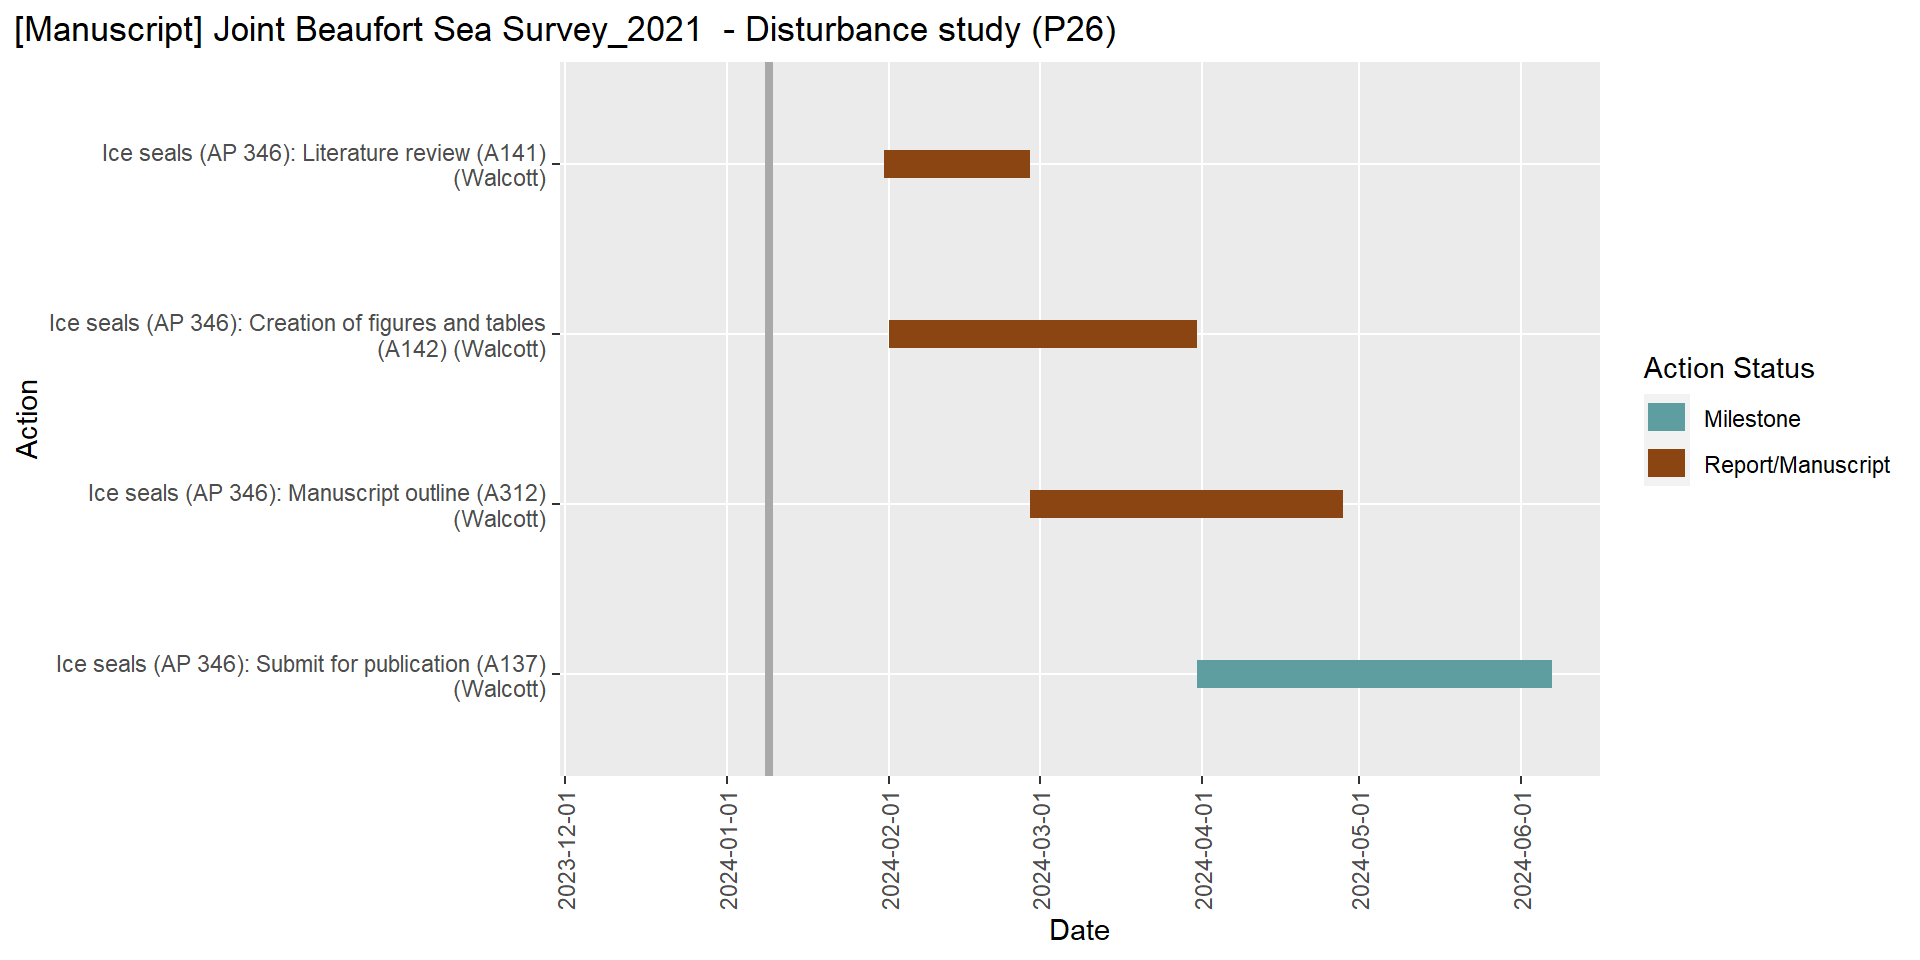 [Manuscript] Joint Beaufort Sea Survey_2021  - Disturbance study (P26)
Action
Ice seals (AP 346): Literature review (A141)
(Walcott)
Ice seals (AP 346): Creation of figures and tables
(A142) (Walcott)
Ice seals (AP 346): Manuscript outline (A312)
(Walcott)
Ice seals (AP 346): Submit for publication (A137)
(Walcott)
2023-12-01
2024-01-01
2024-02-01
2024-03-01
2024-04-01
2024-05-01
2024-06-01
Date
Action Status
Milestone
Report/Manuscript